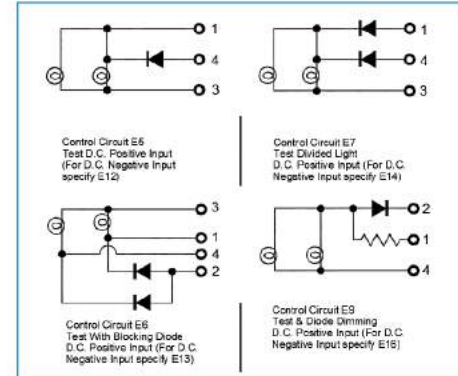 1
4
3
Control Circuit E5
Test D.C. Positive Input
(For D.C. Negative Input
specify E12)
1
4
3
Control Circuit E7
Test Divided Light
D.C. Positive Input (For D.C.
Negative Input specify E14)
3
1
4
2
Control Circuit E6
Test With Blocking Diode
D.C. Positive Input (For D.C.
Negative Input specify E13)
2
1
4
Control Circuit E9
Test & Diode Dimming
D.C. Positive Input (For D.C.
Negative Input specify E16)